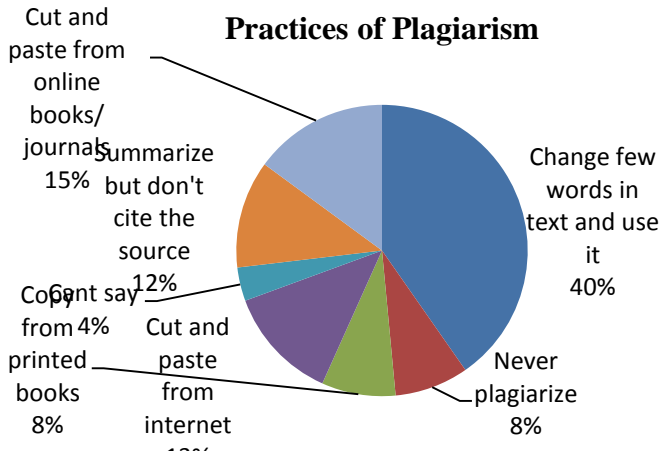 Practices of Plagiarism
Cut and
paste from
online
books/
journals
15%
Summarize
but don't
cite the
source
12%
Cant say
4%
Copy
from
printed
books
8%
Cut and
paste
from
internet
Change few
words in
text and use
it
40%
Never
plagiarize
8%